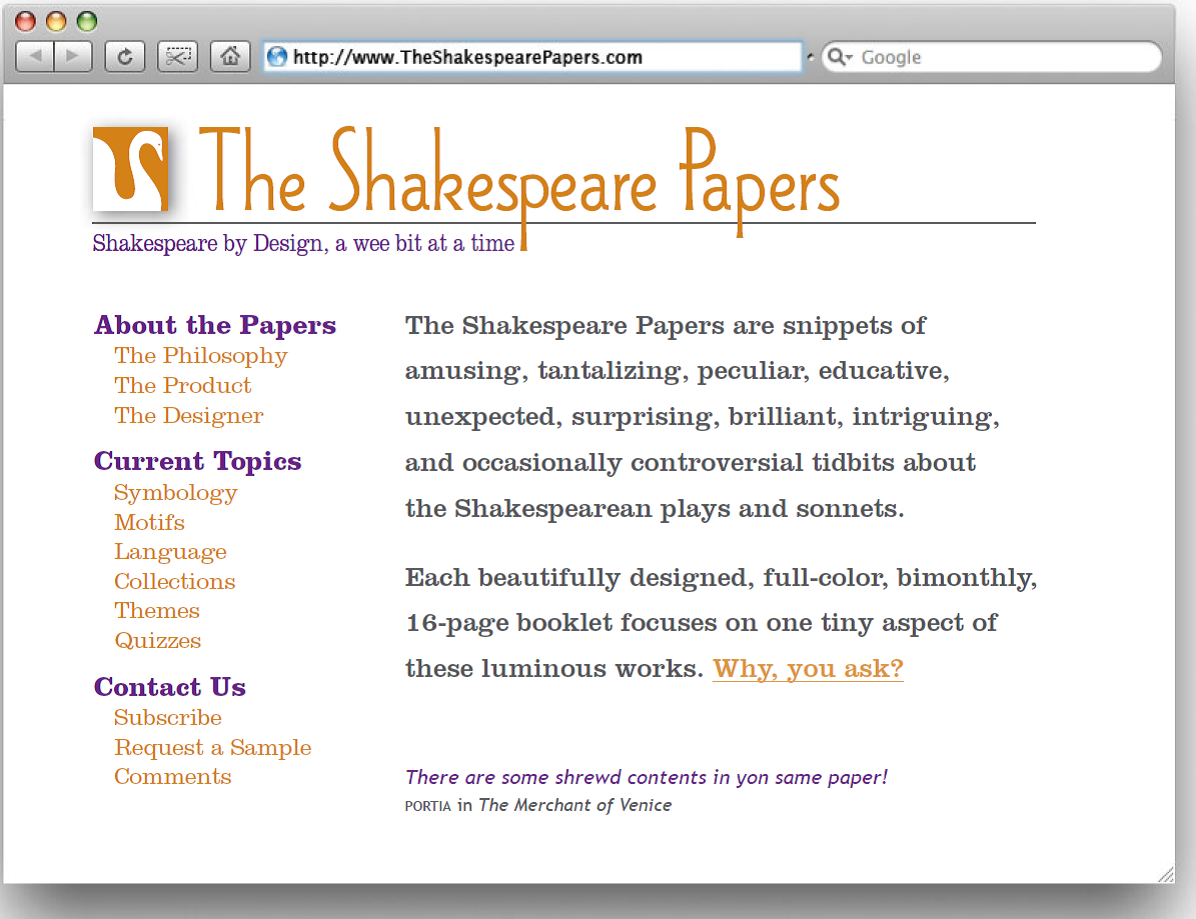 http://www.TheShakespearePapers.com
Google
The Shakespeare Papers
Shakespeare by Design, a wee bit at a time
About the Papers
The Philosophy
The Product
The Designer
Current Topics
Symbology
Motifs
Language
Collections
Themes
Quizzes
Contact Us
Subscribe
Request a Sample
Comments
The Shakespeare Papers are snippets of
amusing, tantalizing, peculiar, educative,
unexpected, surprising, brilliant, intriguing,
and occasionally controversial tidbits about
the Shakespearean plays and sonnets.
Each beautifully designed, full-color, bimonthly,
16-page booklet focuses on one tiny aspect of
these luminous works. Why, you ask?
There are some shrewd contents in yon same paper!
PORTIA in The Merchant of Venice